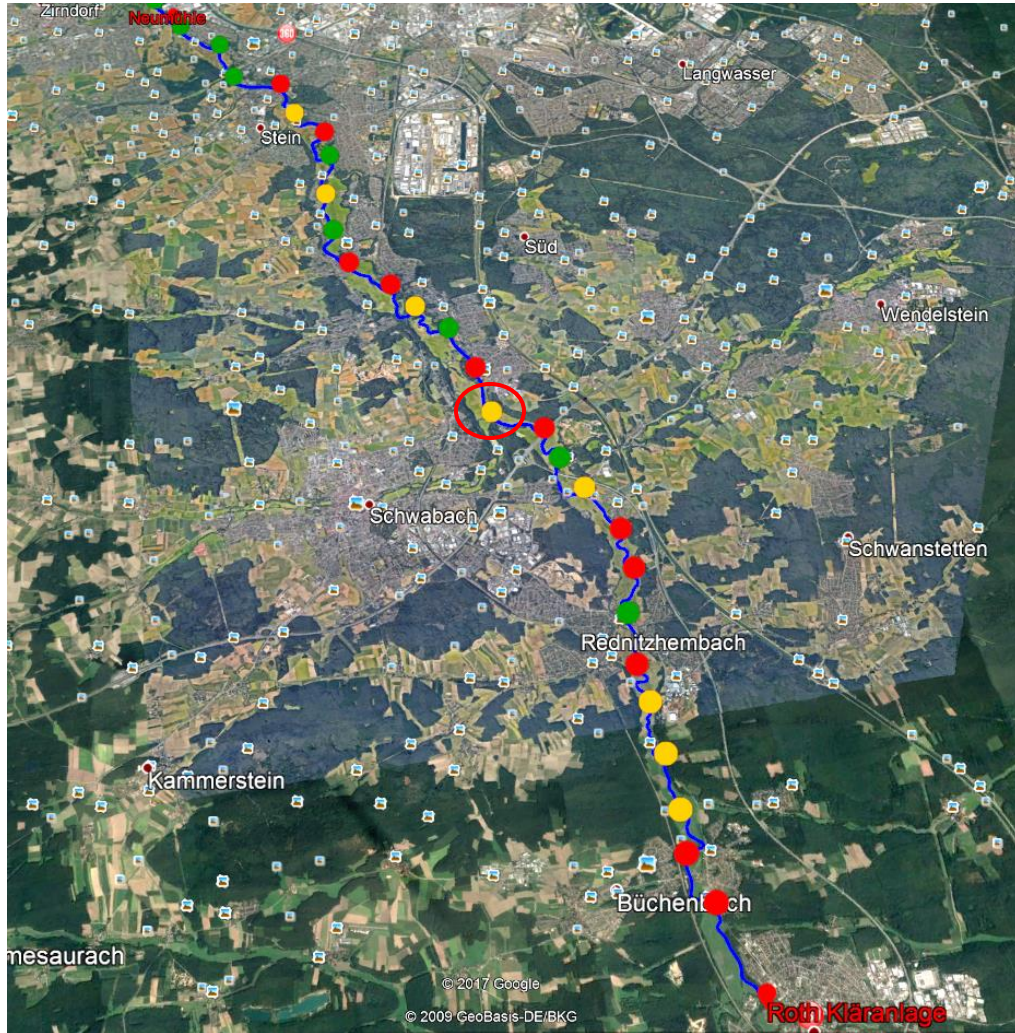 Zirndorf
Neumühle
Langwasser
Stein
Süd
Wendelstein
Schwabach
Schwanstetten
Rednitzhembach
Kammerstein
mesaurach
© 2017 Google
Roth Kläranlage
© 2009 GeoBasis-DE/BKG